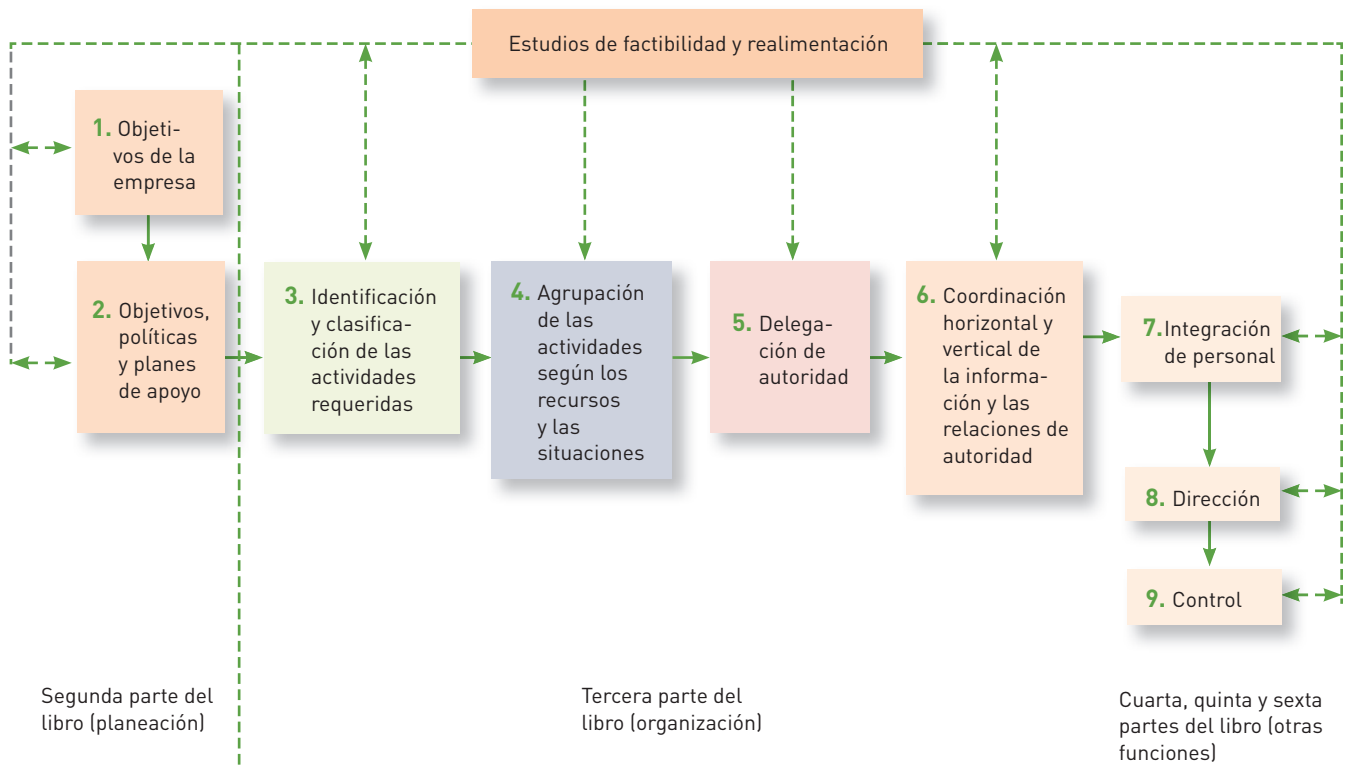 Estudios de factibilidad y realimentación
1. Objeti-
vos de la
empresa
2. Objetivos,
políticas
y planes
de apoyo
3. Identificación
y clasifica-
ción de las
actividades
requeridas
4. Agrupación
de las
actividades
según los
recursos
y las
situaciones
5. Delega-
ción de
autoridad
6. Coordinación
horizontal y
vertical de
la informa-
ción y las
relaciones de
autoridad
7. Integración
de personal
8. Dirección
9. Control
Segunda parte del
libro (planeación)
Tercera parte del
libro (organización)
Cuarta, quinta y sexta
partes del libro (otras
funciones)